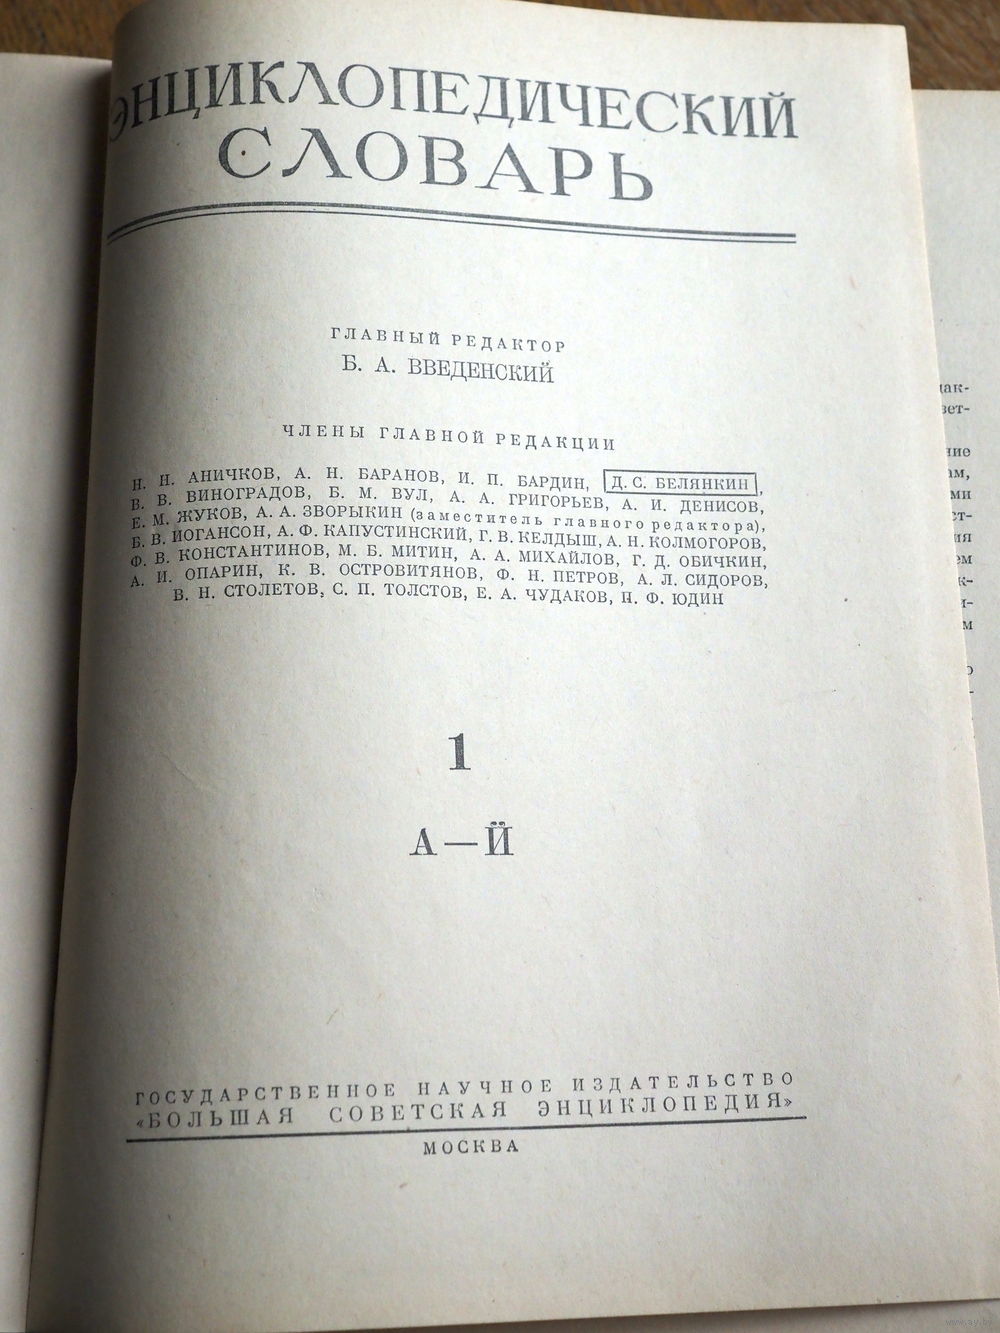 ЭНЦИКЛОПЕДИЧЕСКИЙ
СЛОВАРЬ
ГЛАВНЫЙ РЕДАКТОР
Б. А. ВВЕДЕНСКИЙ
ЧЛЕНЫ ГЛАВНОЙ РЕДАКЦИИ
Н. Н. АНИЧКОВ, А. Н. БАРАНОВ, И. П. БАРДИН, Д. С. БЕЛЯНКИН,
В. В. ВИНОГРАДОВ, Б. М. ВУЛ, А. А. ГРИГОРЬЕВ, А. И. ДЕНИСОВ,
Е. М. ЖУКОВ, А. А. ЗВОРЫКИН (заместитель главного редактора),
Б. В. ИОГАНСОН, А. Ф. КАПУСТИНСКИЙ, Г. В. КЕЛДЫШ, А. Н. КОЛМОГОРОВ,
Ф. В. КОНСТАНТИНОВ, М. Б. МИТИН, А. А. МИХАЙЛОВ, Г. Д. ОБИЧКИН,
А. И. ОПАРИН, К. В. ОСТРОВИТЯНОВ, Ф. Н. ПЕТРОВ, А. Л. СИДОРОВ,
В. Н. СТОЛЕТОВ, С. П. ТОЛСТОВ, Е. А. ЧУДАКОВ, П. Ф. ЮДИН
1
А—Й
ГОСУДАРСТВЕННОЕ НАУЧНОЕ ИЗДАТЕЛЬСТВО
«БОЛЬШАЯ СОВЕТСКАЯ ЭНЦИКЛОПЕДИЯ»
МОСКВА